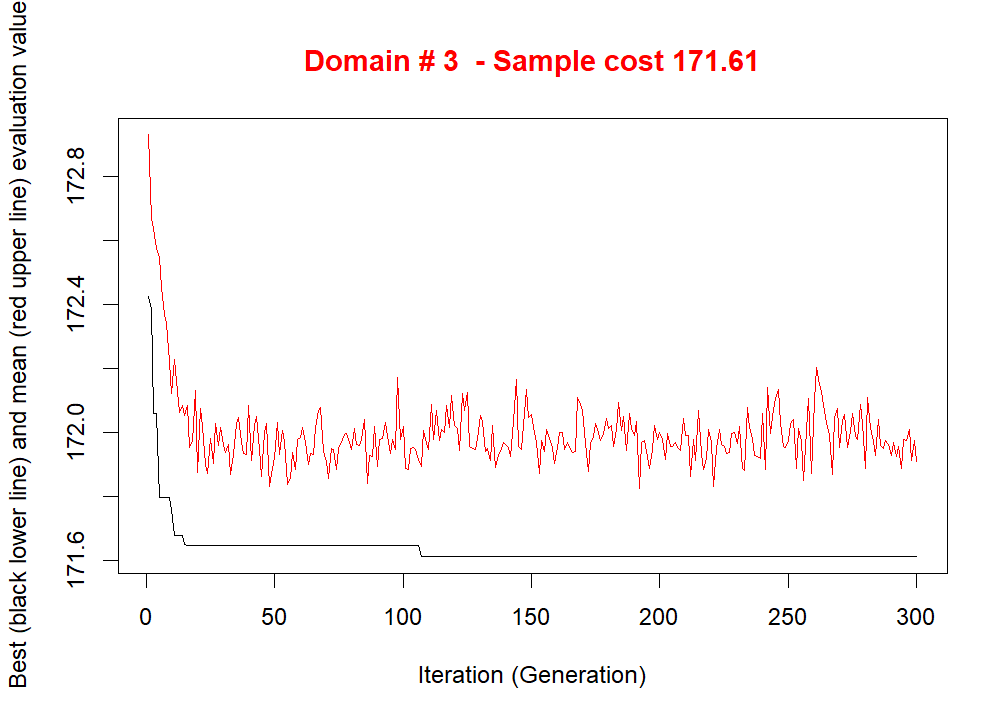 Domain # 3  - Sample cost 171.61
Best (black lower line) and mean (red upper line) evaluation value
172.8
172.4
172.0
171.6
0 50 100 150 200 250 300
Iteration (Generation)